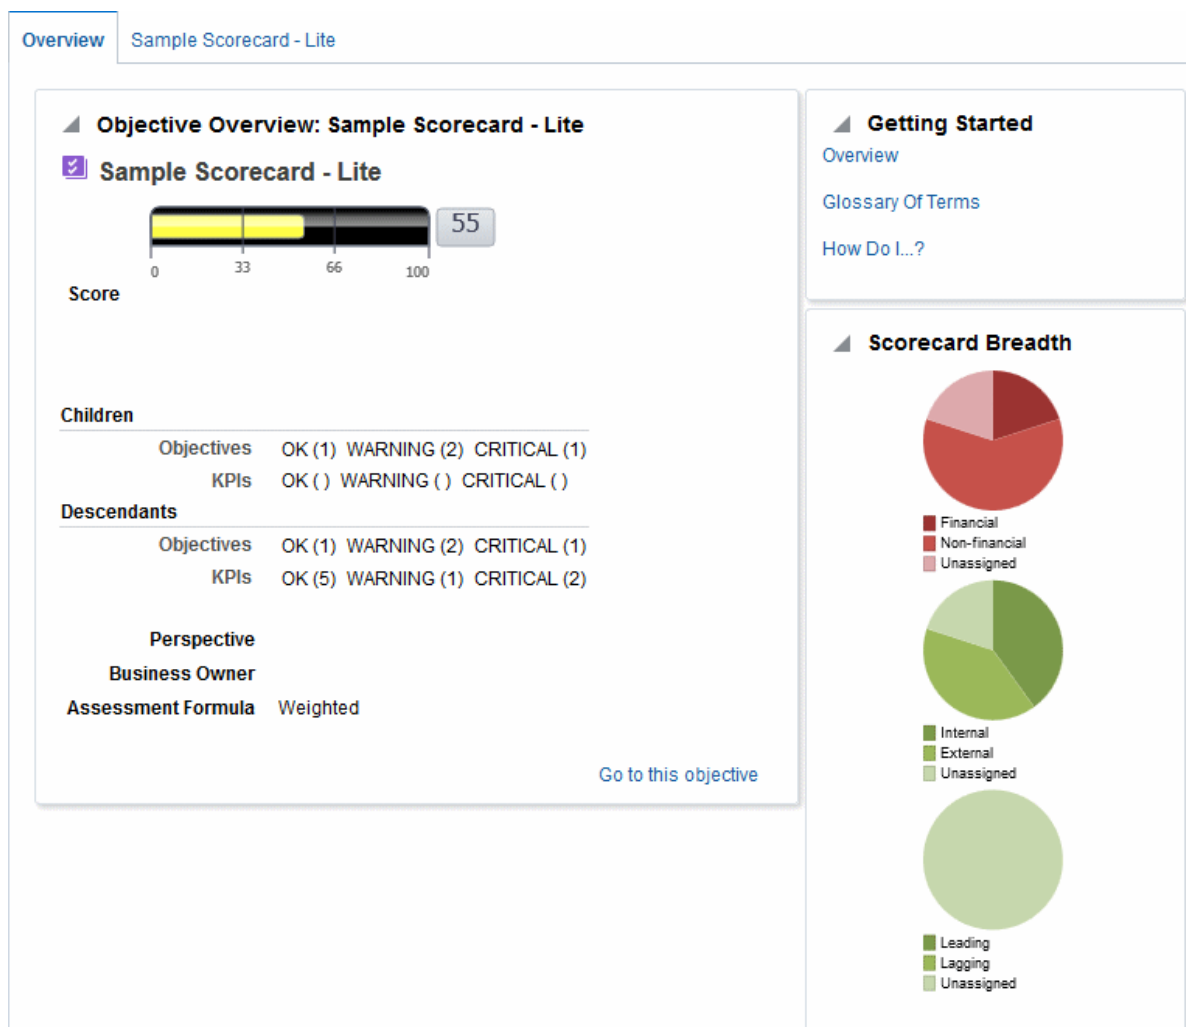 Overview Sample Scorecard - Lite
Objective Overview: Sample Scorecard - Lite
Sample Scorecard - Lite
55
0 33 66 100
Score
Children
Objectives OK (1) WARNING (2) CRITICAL (1)
KPIs OK ( ) WARNING ( ) CRITICAL ( )
Descendants
Objectives OK (1) WARNING (2) CRITICAL (1)
KPIs OK (5) WARNING (1) CRITICAL (2)
Perspective
Business Owner
Assessment Formula Weighted
Go to this objective
Getting Started
Overview
Glossary Of Terms
How Do I...?
Scorecard Breadth
Financial
Non-financial
Unassigned
Internal
External
Unassigned
Leading
Lagging
Unassigned